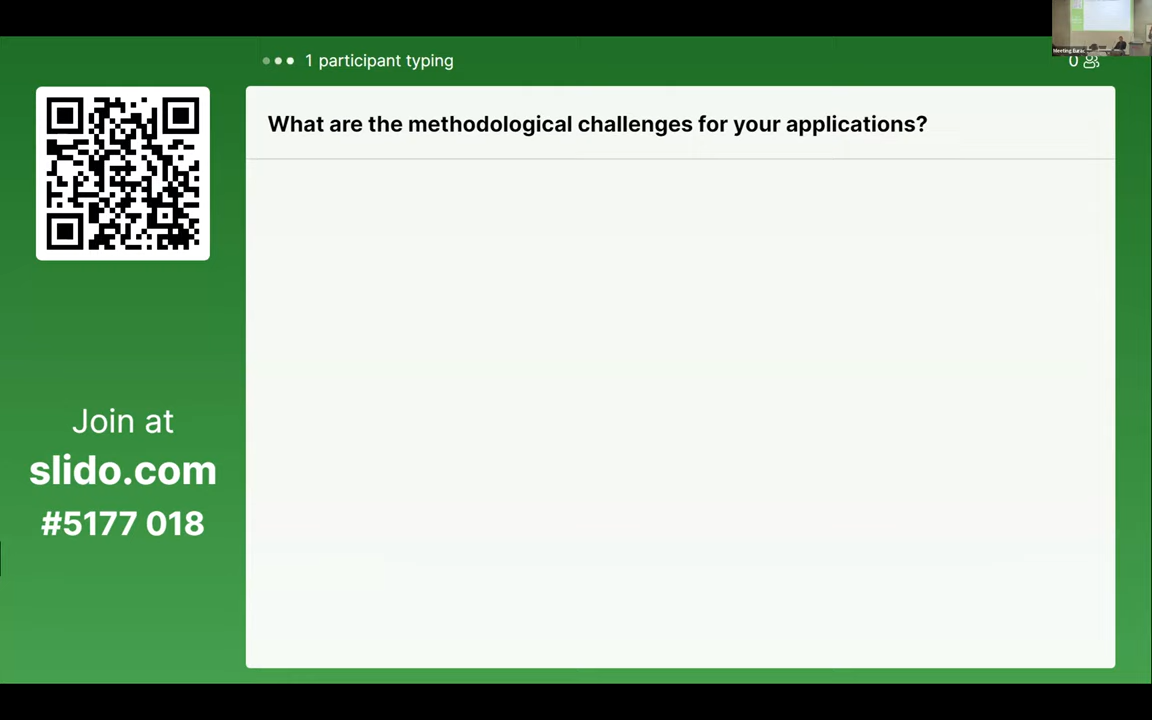 1 participant typing
0
What are the methodological challenges for your applications?
Join at
slido.com
#5177 018